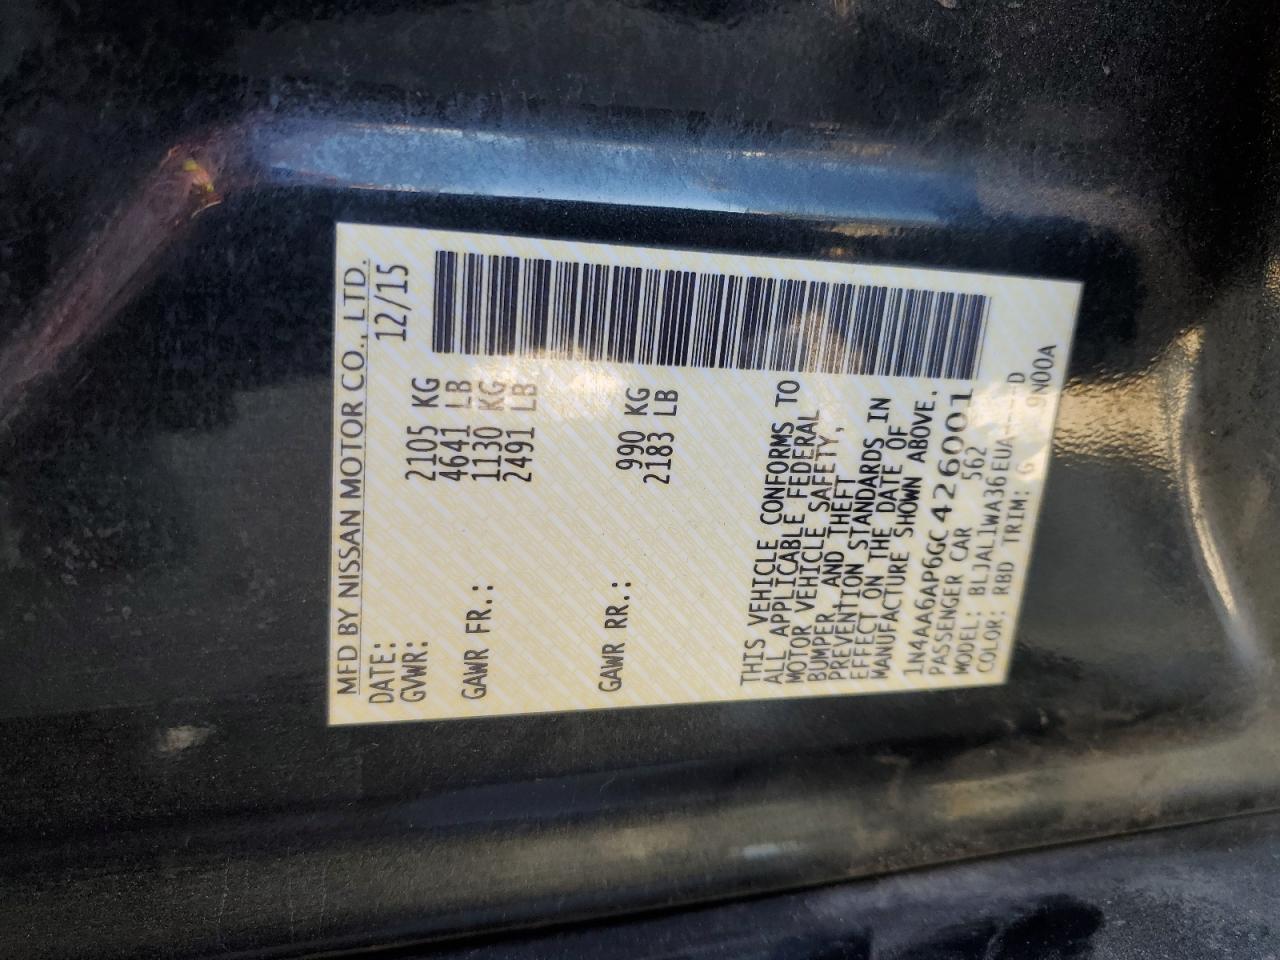 MFD BY NISSAN MOTOR CO., LTD.
DATE: 12/15
GVWR: 2105 KG
4641 LB
GAWR FR.: 1130 KG
2491 LB
GAWR RR.: 990 KG
2183 LB
THIS VEHICLE CONFORMS TO
ALL APPLICABLE FEDERAL
MOTOR VEHICLE SAFETY,
BUMPER, AND THEFT
PREVENTION STANDARDS IN
EFFECT ON THE DATE OF
MANUFACTURE SHOWN ABOVE.
1N4AA6AP6GC426001
PASSENGER CAR 562
MODEL: BLJAL1WA36EUA----D
COLOR: RBD TRIM: G 9N00A